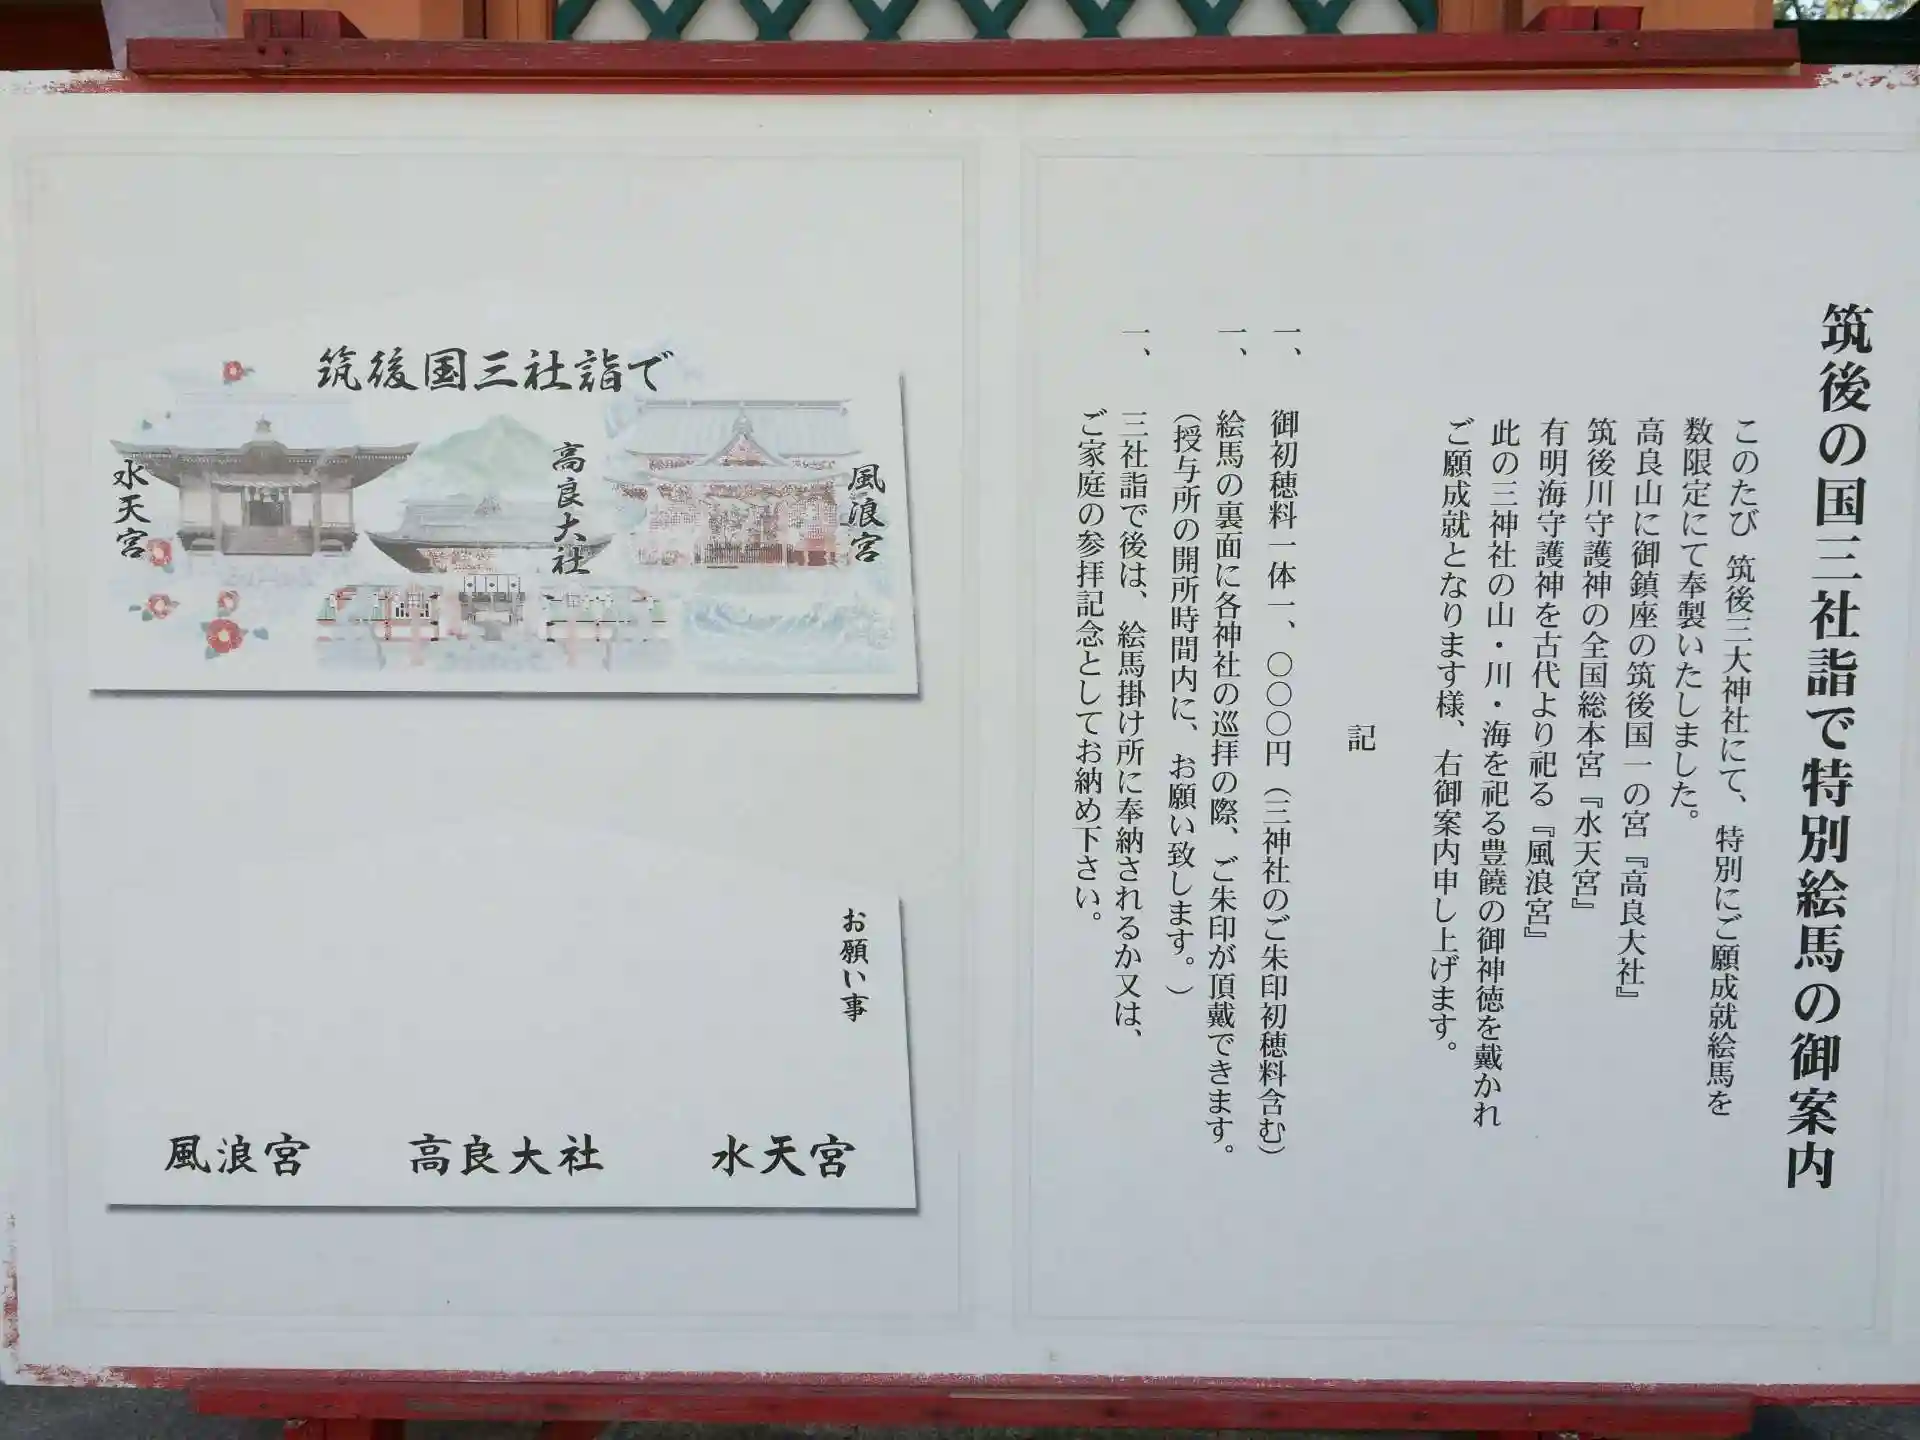 筑後の国三社詣で特別絵馬の御案内
このたび 筑後三大神社にて、特別にご願成就絵馬を
数限定にて奉製いたしました。
高良山に御鎮座の筑後国一の宮『高良大社』
筑後川守護神の全国総本宮『水天宮』
有明海守護神を古代より祀る『風浪宮』
此の三神社の山・川・海を祀る豊饒の御神徳を戴かれ
ご願成就となります様、右御案内申し上げます。
記
一、 御初穂料一体一、〇〇〇円(三神社のご朱印初穂料含む)
一、 絵馬の裏面に各神社の巡拝の際、ご朱印が頂戴できます。
(授与所の開所時間内に、お願い致します。)
一、 三社詣で後は、絵馬掛け所に奉納されるか又は、
ご家庭の参拝記念としてお納め下さい。
筑後国三社詣で
風浪宮
高良大社
水天宮
お願い事
風浪宮 高良大社 水天宮